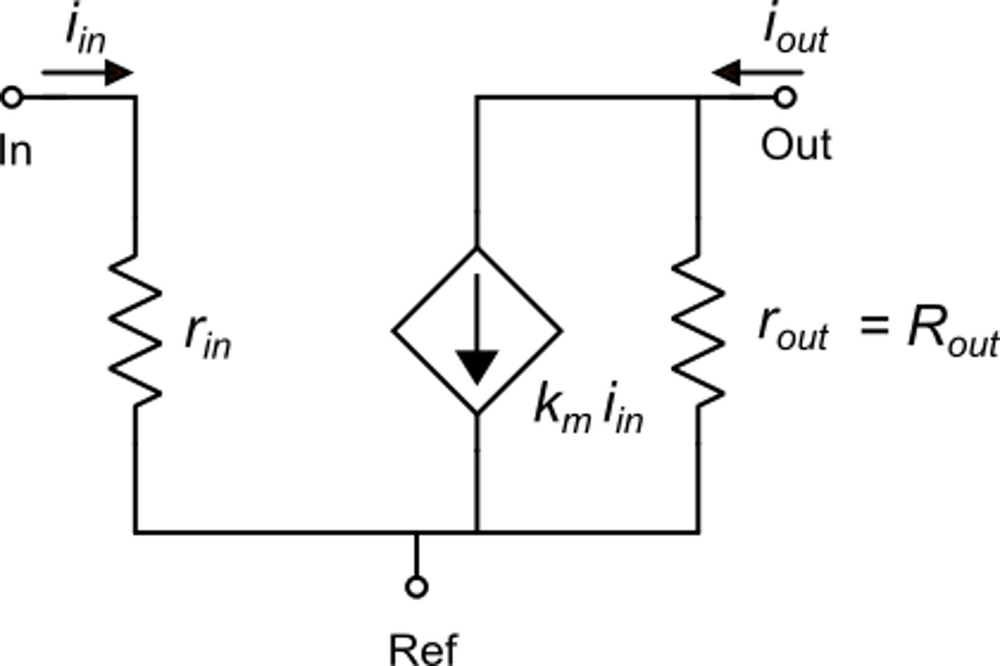 i_in
i_out
In
Out
r_in
r_out = R_out
k_m i_in
Ref